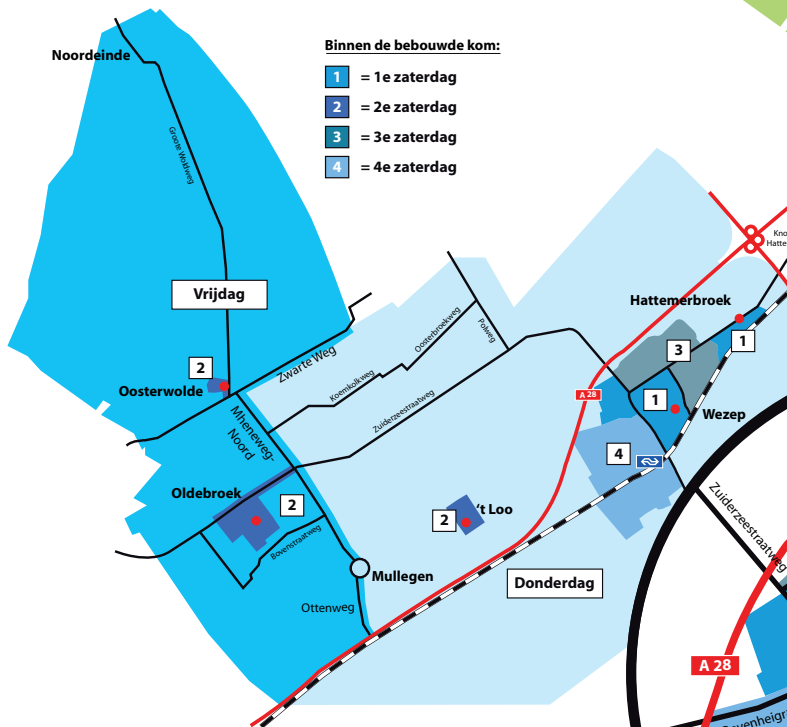 Noordeinde
Binnen de bebouwde kom:
1 = 1e zaterdag
2 = 2e zaterdag
3 = 3e zaterdag
4 = 4e zaterdag
Groote Woldweg
Vrijdag
2
Oosterwolde
Zwarte Weg
Mheneweg-
Noord
Koemkolkweg
Oosterbroekweg
Polweg
Zuiderzeestraatweg
Hattemerbroek
3
1
A 28
1
Wezep
4
Oldebroek
2
Bovenstraatweg
2
't Loo
Mullegen
Ottenweg
Donderdag
Zuiderzeestraatweg
A 28